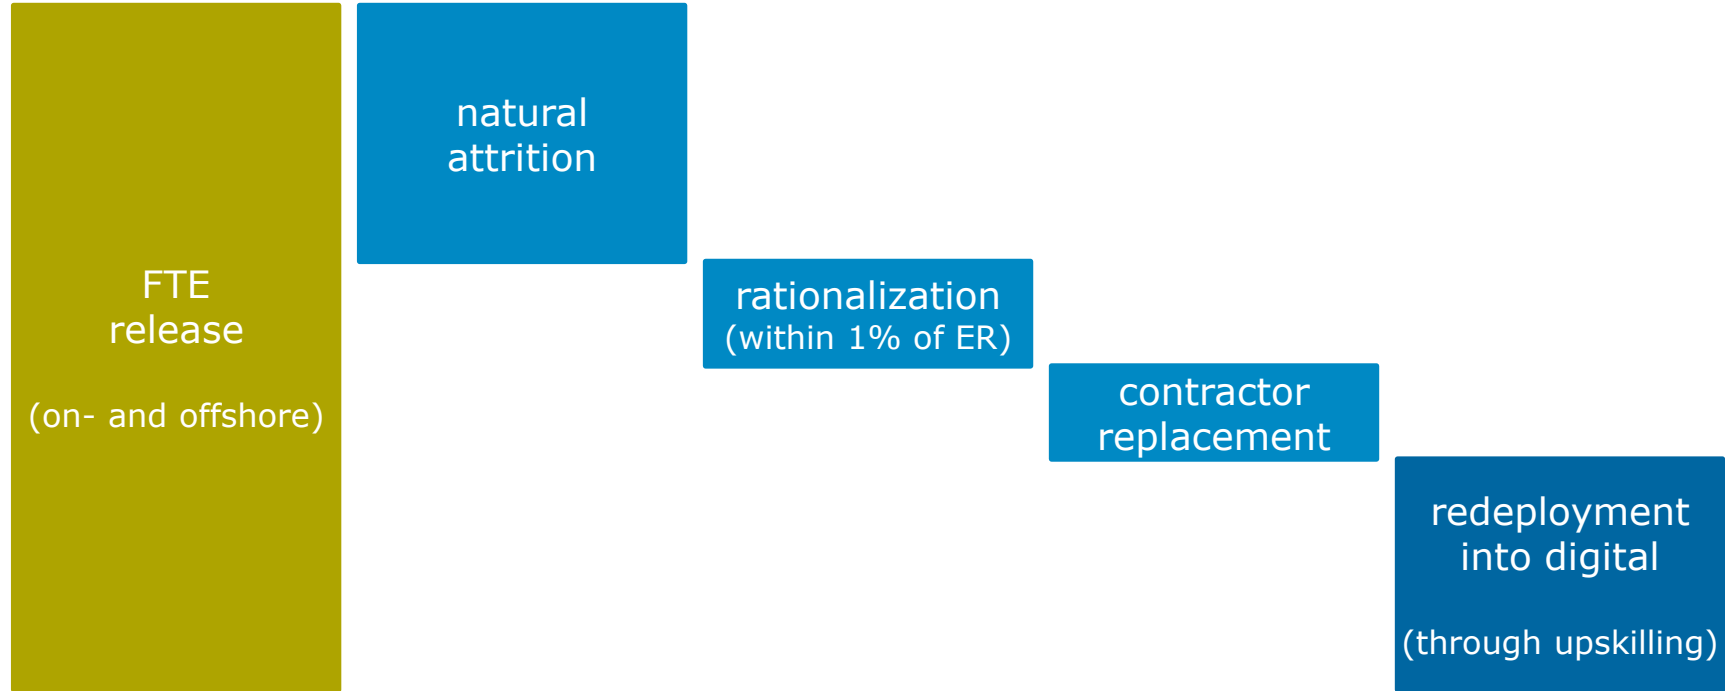 FTE
release
(on- and offshore)
natural
attrition
rationalization
(within 1% of ER)
contractor
replacement
redeployment
into digital
(through upskilling)